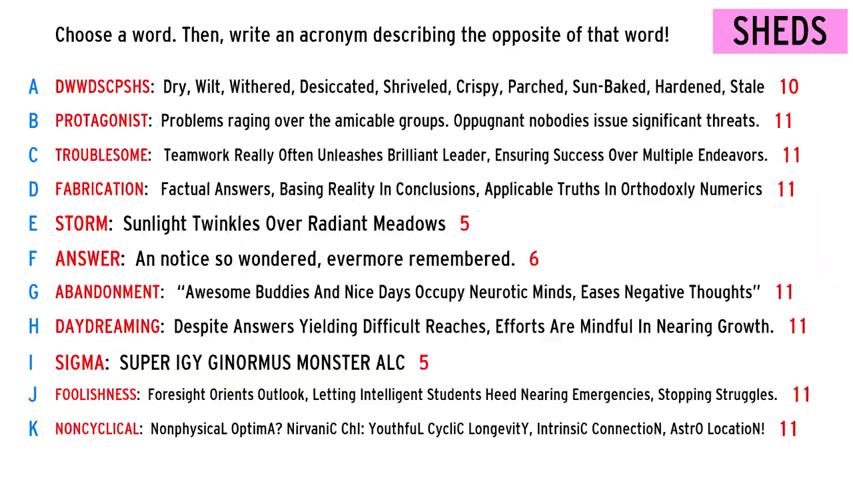 Choose a word. Then, write an acronym describing the opposite of that word!
SHEDS
A DWWDSCPSHS: Dry, Wilt, Withered, Desiccated, Shriveled, Crispy, Parched, Sun-Baked, Hardened, Stale 10
B PROTAGONIST: Problems raging over the amicable groups. Oppugnant nobodies issue significant threats. 11
C TROUBLESOME: Teamwork Really Often Unleashes Brilliant Leader, Ensuring Success Over Multiple Endeavors. 11
D FABRICATION: Factual Answers, Basing Reality In Conclusions, Applicable Truths In Orthodoxly Numerics 11
E STORM: Sunlight Twinkles Over Radiant Meadows 5
F ANSWER: An notice so wondered, evermore remembered. 6
G ABANDONMENT: “Awesome Buddies And Nice Days Occupy Neurotic Minds, Eases Negative Thoughts” 11
H DAYDREAMING: Despite Answers Yielding Difficult Reaches, Efforts Are Mindful In Nearing Growth. 11
I SIGMA: SUPER IGY GINORMUS MONSTER ALC 5
J FOOLISHNESS: Foresight Orients Outlook, Letting Intelligent Students Heed Nearing Emergencies, Stopping Struggles. 11
K NONCYCLICAL: NonphysicaL OptimA? NirvaniC ChI: YouthfuL CycliC LongevitY, IntrinsiC ConnectioN, AstrO LocatioN! 11